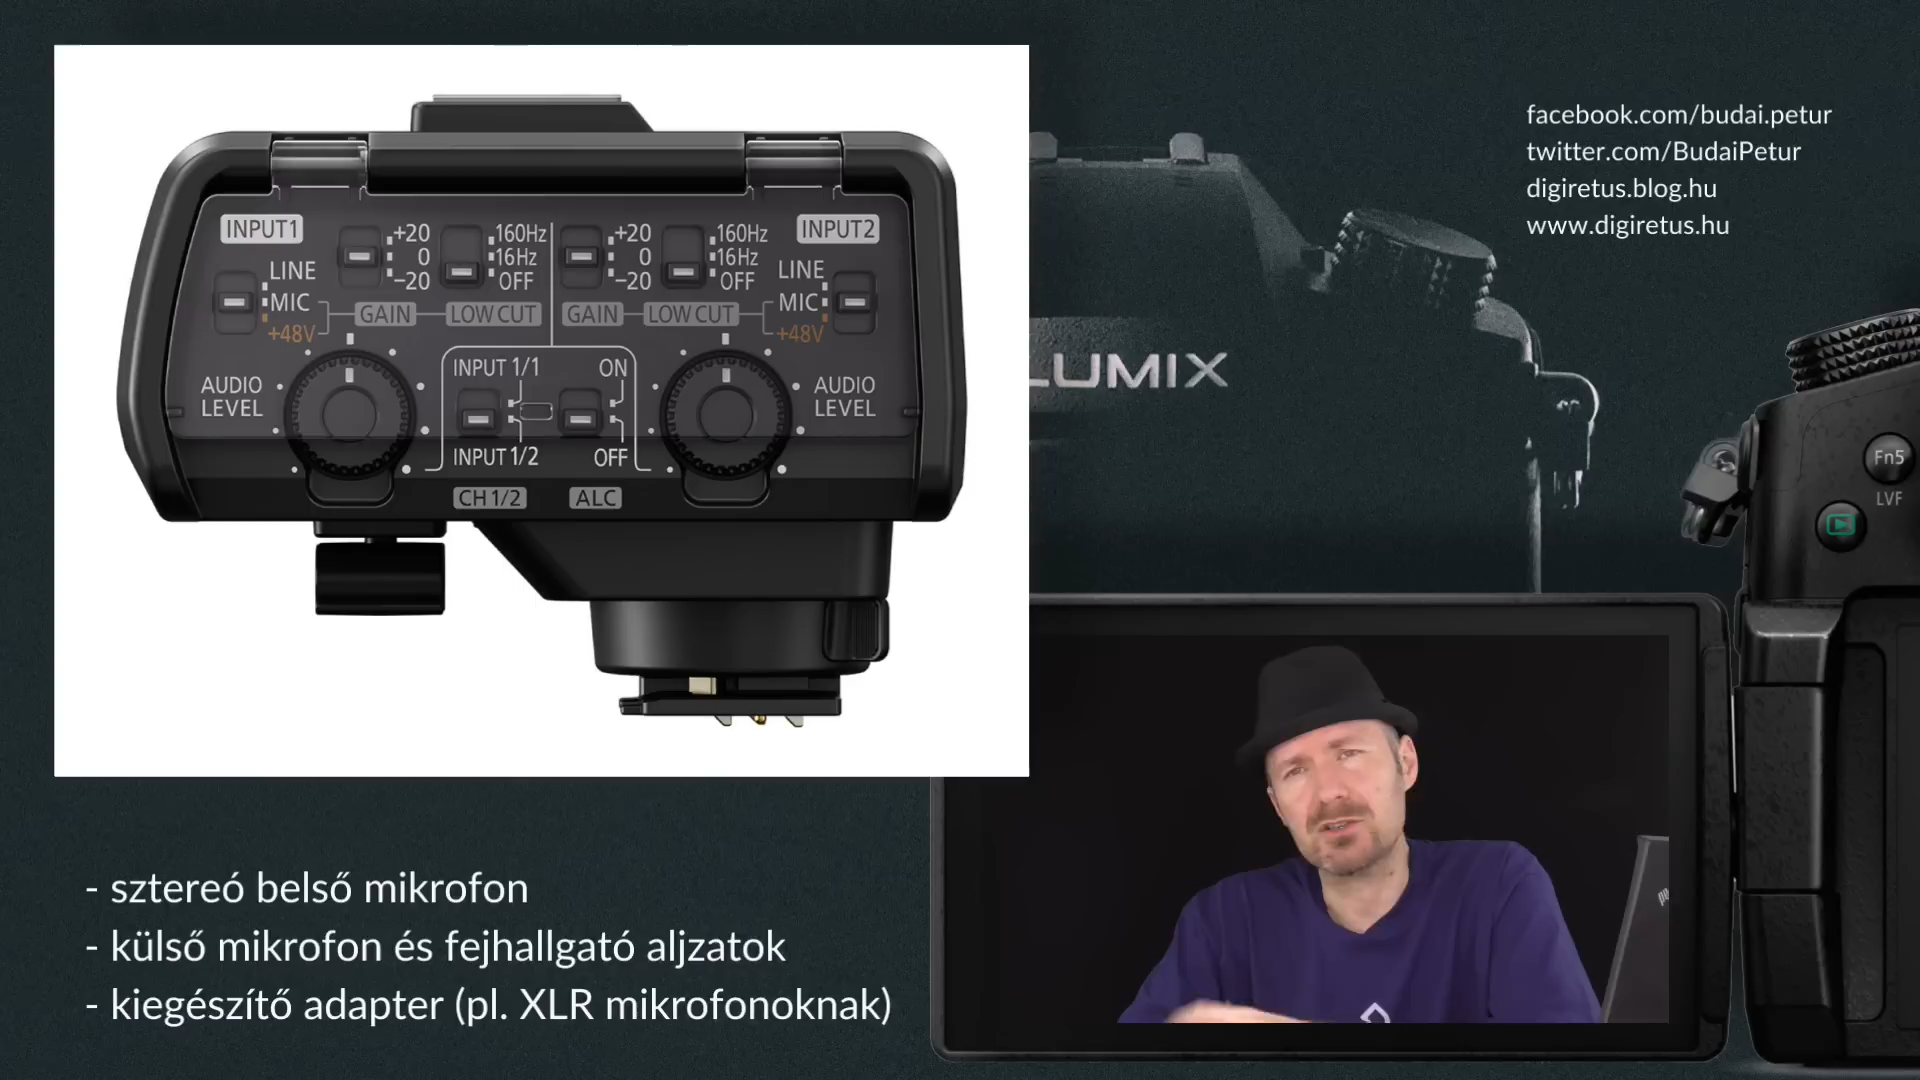 INPUT1
+20
0
−20
160Hz
16Hz
OFF
+20
0
−20
160Hz
16Hz
OFF
INPUT2
LINE
MIC
+48V
GAIN
LOW CUT
GAIN
LOW CUT
LINE
MIC
+48V
AUDIO
LEVEL
INPUT 1/1
ON
INPUT 1/2
OFF
AUDIO
LEVEL
CH 1/2
ALC
facebook.com/budai.petur
twitter.com/BudaiPetur
digiretus.blog.hu
www.digiretus.hu
LUMIX
Fn5
LVF
- sztereó belső mikrofon
- külső mikrofon és fejhallgató aljzatok
- kiegészítő adapter (pl. XLR mikrofonoknak)